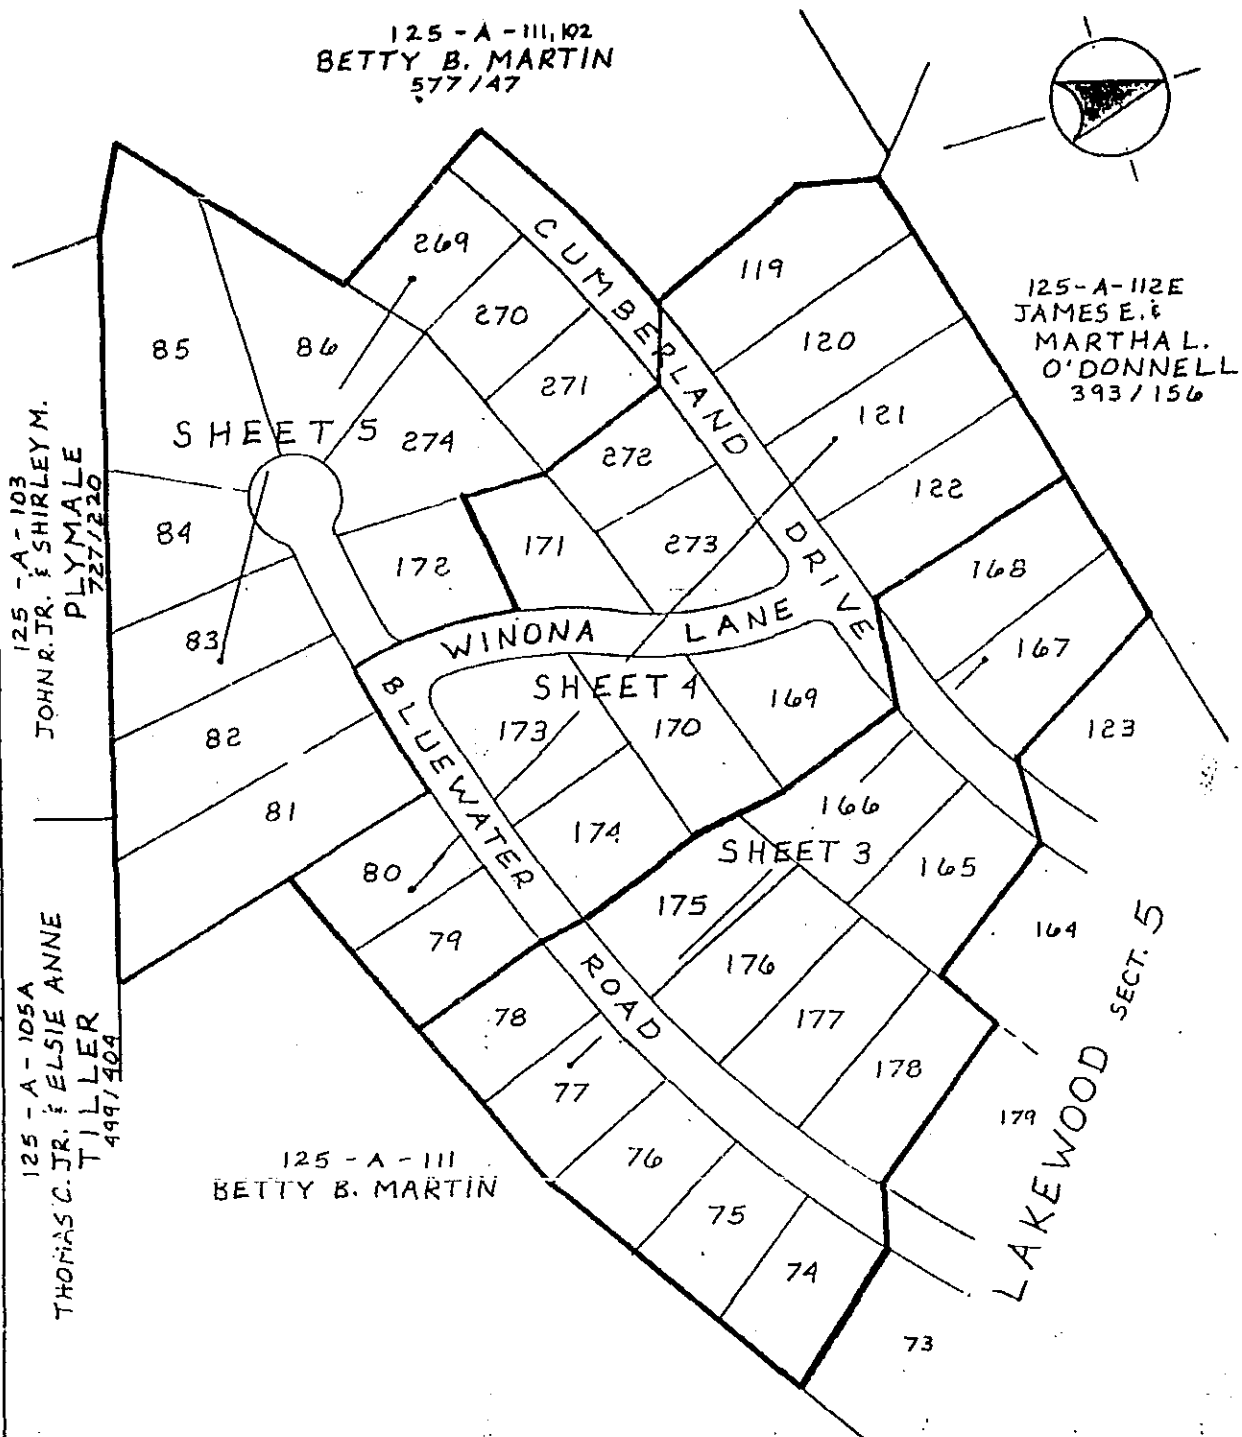 125-A-111,102
BETTY B. MARTIN
577/47
CUMBERLAND DRIVE
125-A-112E
JAMES E. &
MARTHA L.
O'DONNELL
393/156
269
119
270
120
85
86
271
121
SHEET 5
274
272
122
84
171
273
172
168
83
WINONA LANE
167
SHEET 4
169
123
173
170
82
BLUEWATER ROAD
81
166
174
SHEET 3
80
165
175
79
164
176
78
177
178
77
179
76
75
74
73
125-A-103
JOHN R. JR. & SHIRLEY M.
PLYMALE
727/220
125-A-105A
THOMAS C. JR. & ELSIE ANNE
TILLER
499/404
125-A-111
BETTY B. MARTIN
LAKEWOOD SECT. 5